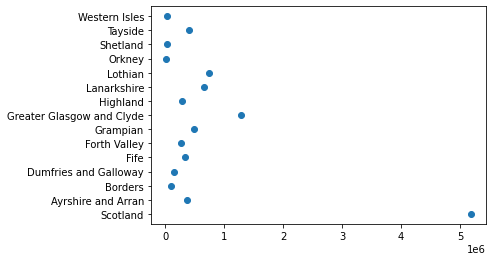 Western Isles
Tayside
Shetland
Orkney
Lothian
Lanarkshire
Highland
Greater Glasgow and Clyde
Grampian
Forth Valley
Fife
Dumfries and Galloway
Borders
Ayrshire and Arran
Scotland
0 1 2 3 4 5
1e6